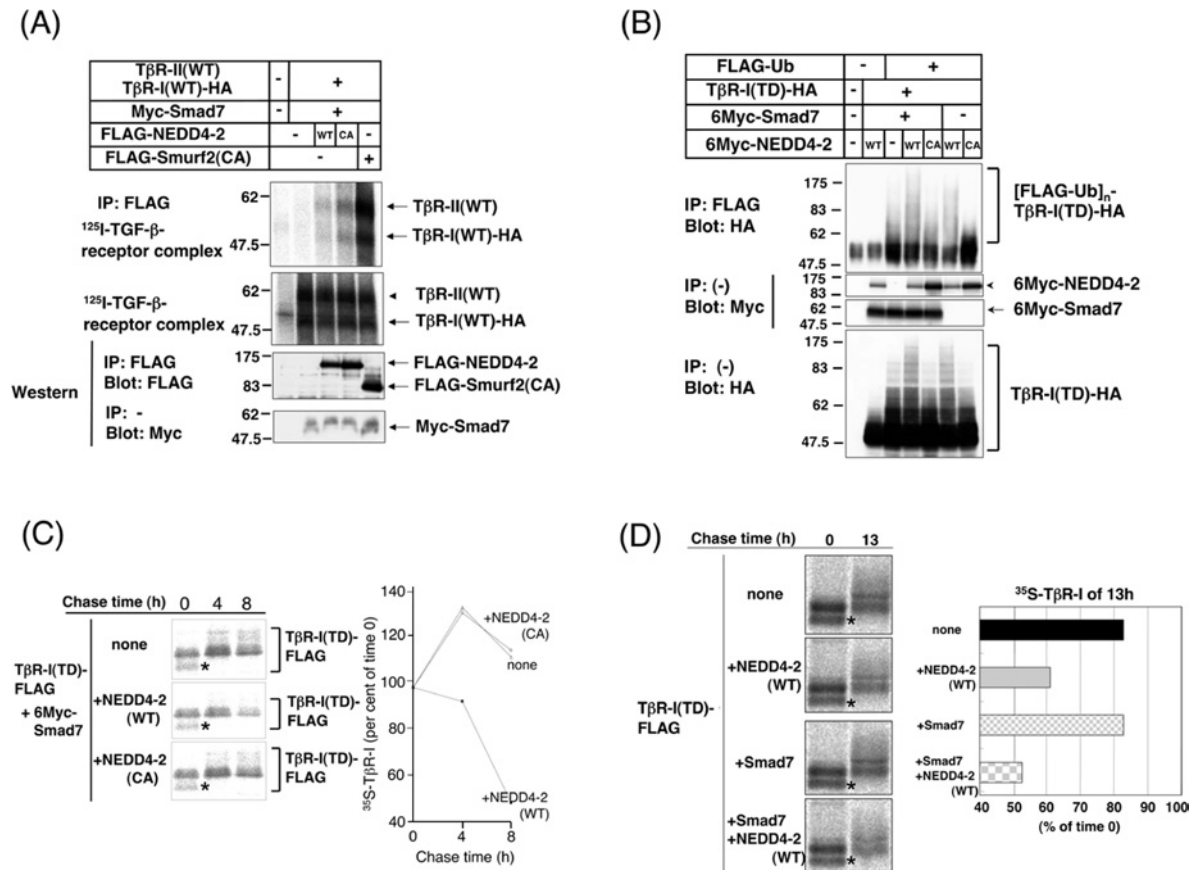 (A)
TβR-II(WT)
TβR-I(WT)-HA
- +
Myc-Smad7 - +
FLAG-NEDD4-2 - WT CA -
FLAG-Smurf2(CA) - +
IP: FLAG
¹²⁵I-TGF-β-
receptor complex
62
47.5
TβR-II(WT)
TβR-I(WT)-HA
¹²⁵I-TGF-β-
receptor complex
62
47.5
TβR-II(WT)
TβR-I(WT)-HA
Western
IP: FLAG
Blot: FLAG
175
83
FLAG-NEDD4-2
FLAG-Smurf2(CA)
IP: -
Blot: Myc
62
47.5
Myc-Smad7
(B)
FLAG-Ub - +
TβR-I(TD)-HA - +
6Myc-Smad7 - + -
6Myc-NEDD4-2 - WT - WT CA WT CA
IP: FLAG
Blot: HA
175
83
62
47.5
[FLAG-Ub]n-
TβR-I(TD)-HA
IP: (-)
Blot: Myc
175
83
62
47.5
6Myc-NEDD4-2
6Myc-Smad7
IP: (-)
Blot: HA
175
83
62
47.5
TβR-I(TD)-HA
(C)
Chase time (h) 0 4 8
TβR-I(TD)-
FLAG
+ 6Myc-
Smad7
none
*
TβR-I(TD)-
FLAG
+NEDD4-2
(WT)
*
TβR-I(TD)-
FLAG
+NEDD4-2
(CA)
*
TβR-I(TD)-
FLAG
³⁵S-TβR-I (per cent of time 0)
140
120
100
80
60
40
+NEDD4-2
(CA)
none
+NEDD4-2
(WT)
0 4 8
Chase time (h)
(D)
Chase time (h) 0 13
TβR-I(TD)-
FLAG
none
*
+NEDD4-2
(WT)
*
+Smad7
*
+Smad7
+NEDD4-2
(WT)
*
³⁵S-TβR-I of 13h
none
+NEDD4-2
(WT)
+Smad7
+Smad7
+NEDD4-2
(WT)
40 50 60 70 80 90 100
(% of time 0)